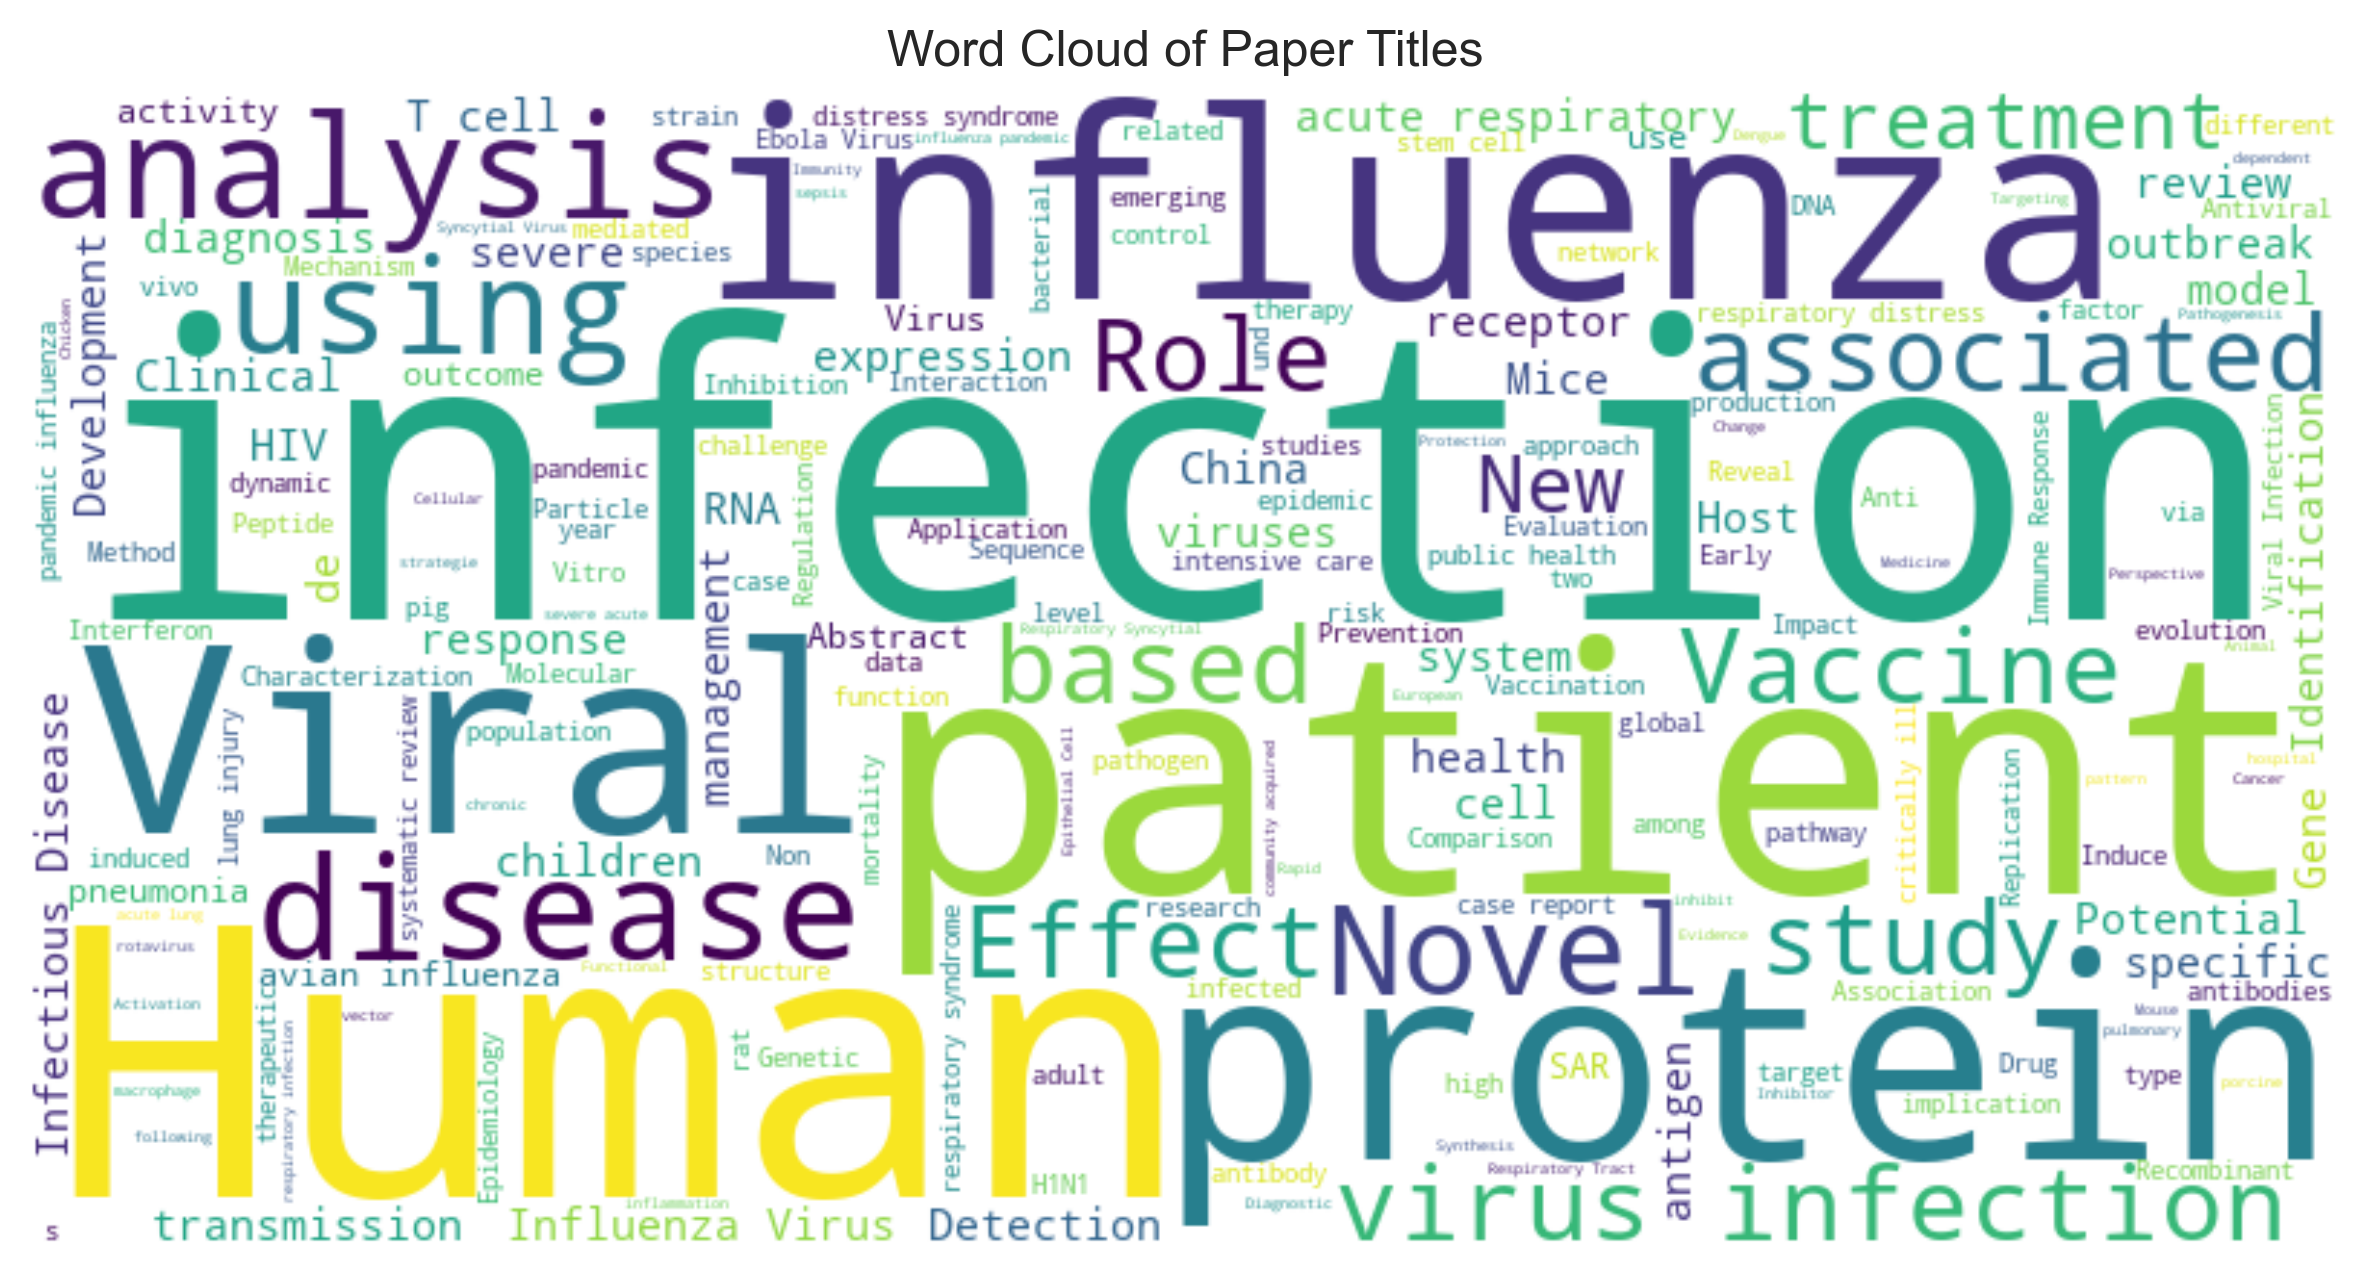 Word Cloud of Paper Titles
activity
T cell
strain
distress syndrome
acute respiratory
treatment
analysis
influenza
Ebola Virus
influenza pandemic
related
stem cell
use
Dengue
different
Immunity
sepsis
emerging
control
bacterial
DNA
dependent
review
Targeting
Antiviral
diagnosis
Syncytial Virus
mediated
severe
species
network
outbreak
Mechanism
vivo
using
model
Development
Virus
therapy
Role
receptor
respiratory distress
factor
Pathogenesis
Chicken
pandemic influenza
Clinical
outcome
expression
Inhibition
Interaction
und
Mice
associated
infection
production
Change
HIV
challenge
studies
Protection
approach
dynamic
pandemic
China
New
Reveal
Immune Response
Viral Infection
Gene Identification
Cellular
Particle
RNA
Regulation
epidemic
Anti
Peptide
year
Application
viruses
Evaluation
Host
via
Method
Sequence
strategie
de
Vitro
case
intensive care
public health
Early
Medicine
Perspective
two
pig
severe acute
management
level
risk
Interferon
response
Abstract
Respiratory Syncytial
Prevention
Impact
evolution
Animal
Viral
Characterization
Molecular
data
based
system
Vaccine
function
Vaccination
European
population
patient
global
Infectious Disease
lung injury
systematic review
chronic
mortality
Epithelial Cell
pathogen
community acquired
health
critically ill
Replication
hospital
pattern
Cancer
cell
Comparison
among
pathway
induced
children
Non
Rapid
Induce
pneumonia
disease
acute lung
Effect
research
Novel
case report
inhibit
study
Potential
Evidence
Human
rotavirus
avian influenza
Functional
structure
respiratory syndrome
infected
protein
specific
Association
antibodies
Activation
therapeutics
vector
Mouse
pulmonary
respiratory infection
Epidemiology
rat
Genetic
adult
high
SAR
antigen
target
Inhibitor
Drug
type
porcine
macrophage
implication
following
Synthesis
H1N1
antibody
Respiratory Tract
Recombinant
inflammation
Diagnostic
virus infection
s
transmission
Influenza Virus
Detection